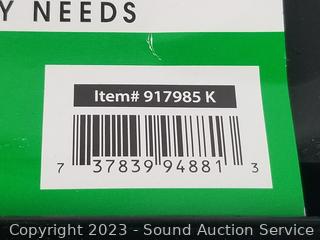 Y NEEDS
Item# 917985 K
7 37839 94881 3
Copyright 2023 - Sound Auction Service